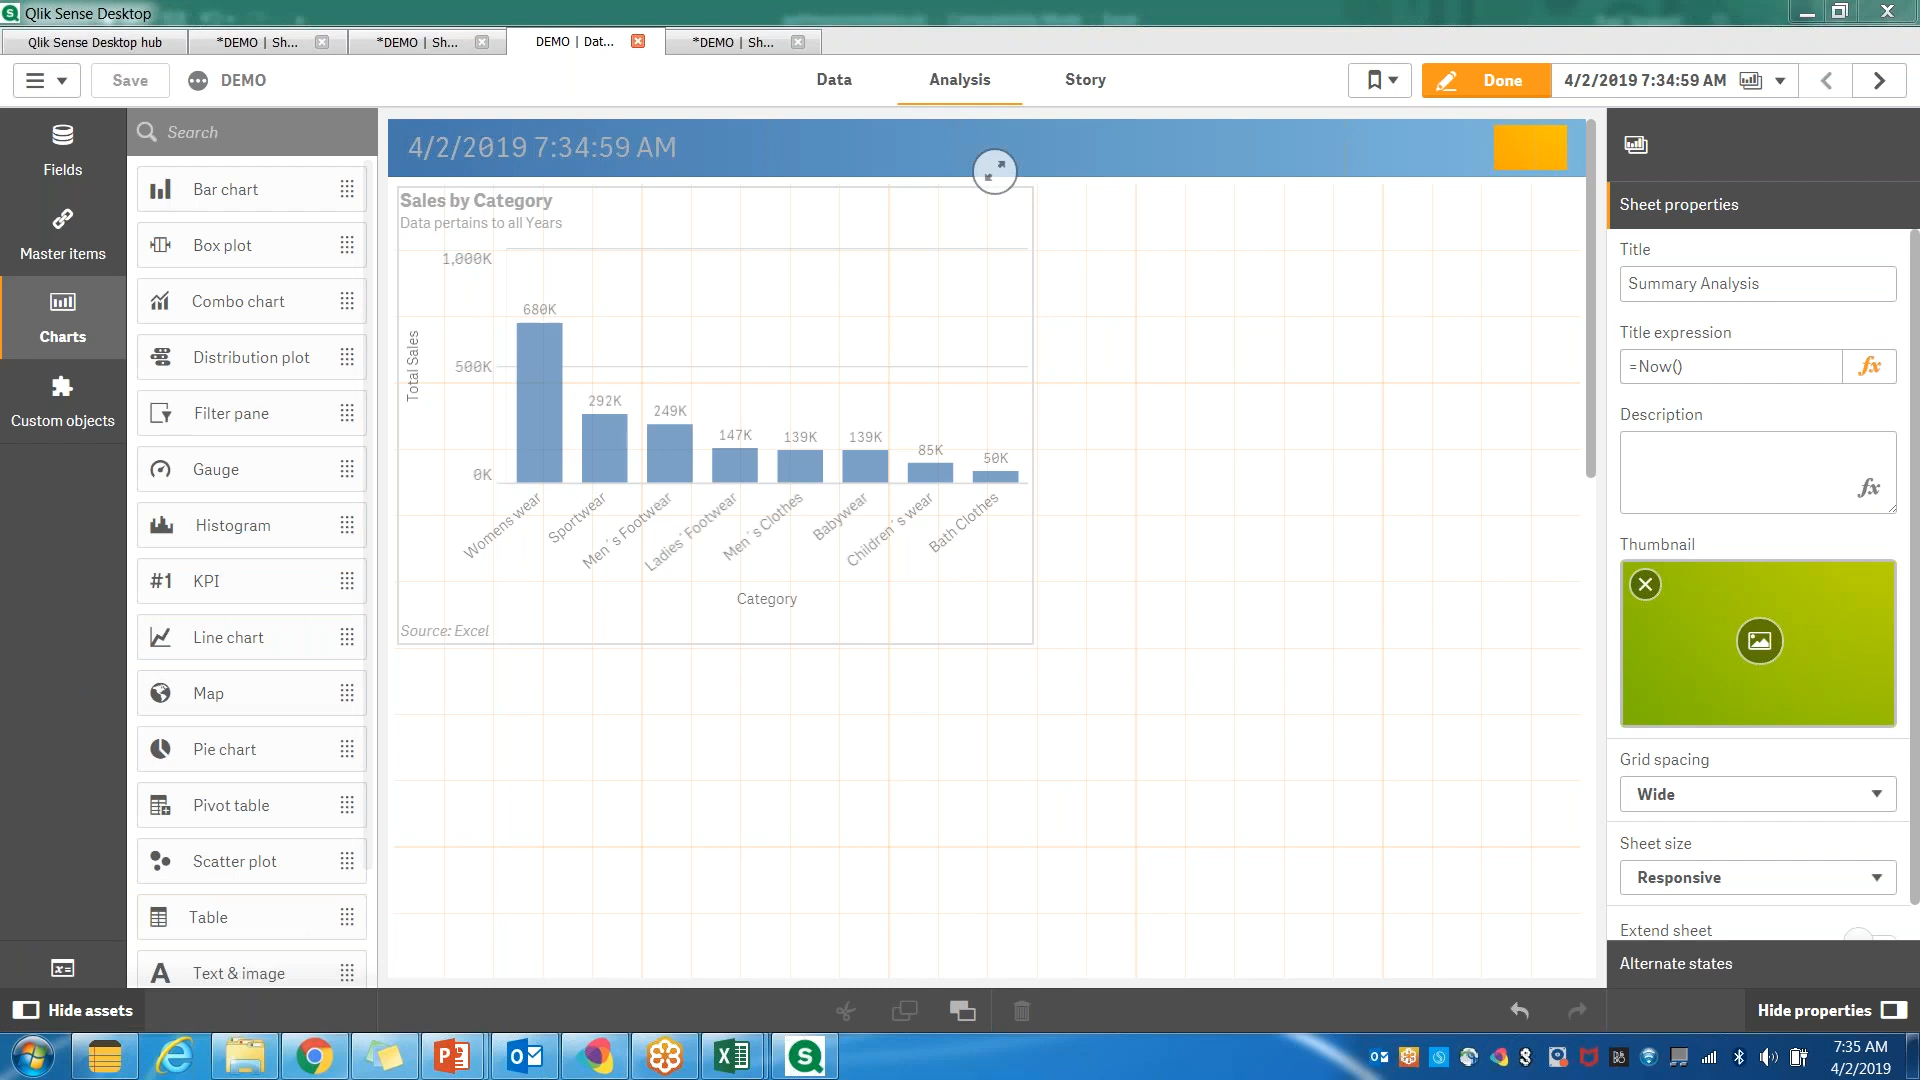 Qlik Sense Desktop
Qlik Sense Desktop hub
*DEMO | Sh...
*DEMO | Sh...
DEMO | Dat...
*DEMO | Sh...
Save
DEMO
Data
Analysis
Story
Done
4/2/2019 7:34:59 AM
Fields
Master items
Charts
Custom objects
Search
Bar chart
Box plot
Combo chart
Distribution plot
Filter pane
Gauge
Histogram
#1 KPI
Line chart
Map
Pie chart
Pivot table
Scatter plot
Table
A Text & image
4/2/2019 7:34:59 AM
Sales by Category
Data pertains to all Years
Total Sales
1,000K
500K
0K
680K
292K
249K
147K
139K
139K
85K
50K
Womens wear
Sportwear
Men´s Footwear
Ladies´Footwear
Men´s Clothes
Babywear
Children´s wear
Bath Clothes
Category
Source: Excel
Sheet properties
Title
Summary Analysis
Title expression
=Now()
fx
Description
fx
Thumbnail
Grid spacing
Wide
Sheet size
Responsive
Extend sheet
Alternate states
Hide assets
Hide properties
7:35 AM
4/2/2019